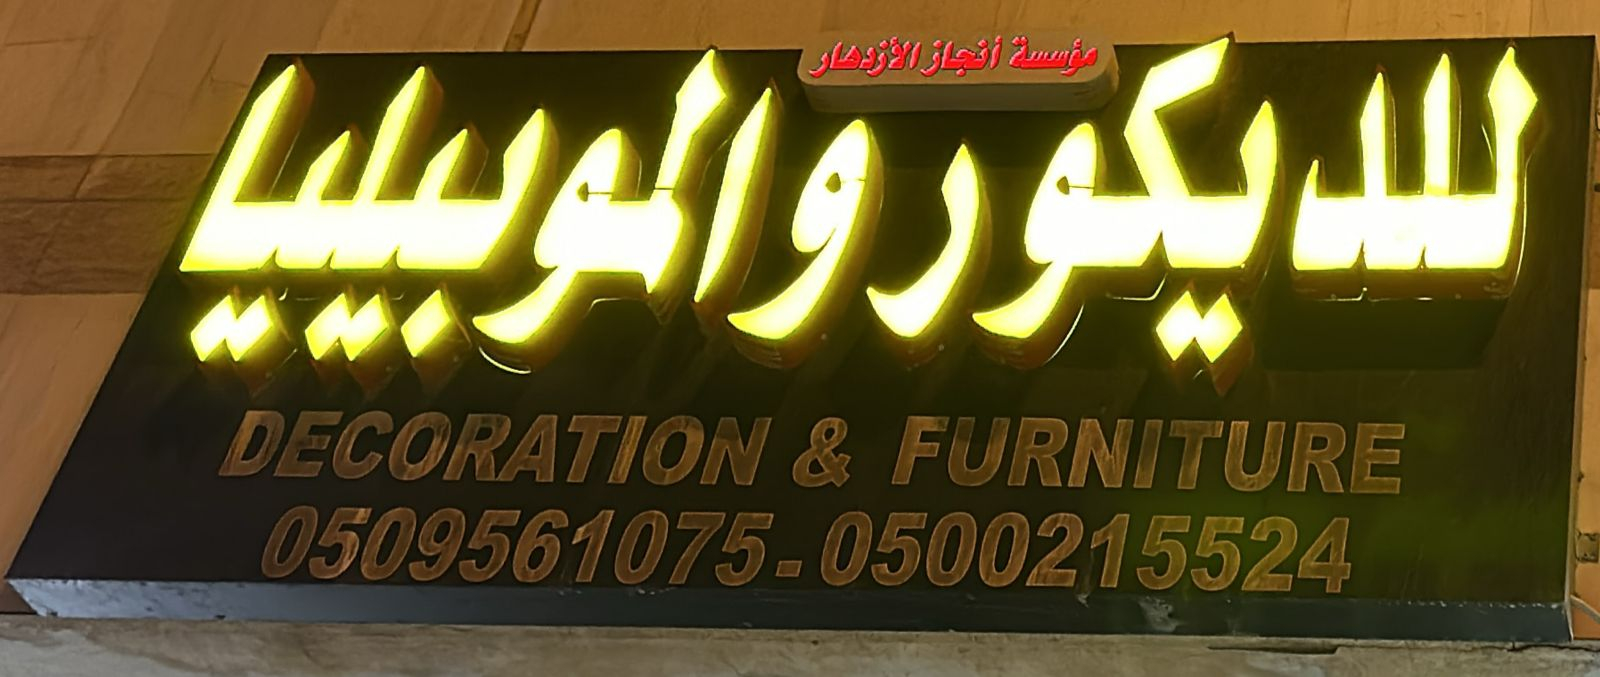 مؤسسة أنجاز الأزدهار
للديكور والموبيليا
DECORATION & FURNITURE
0509561075 - 0500215524